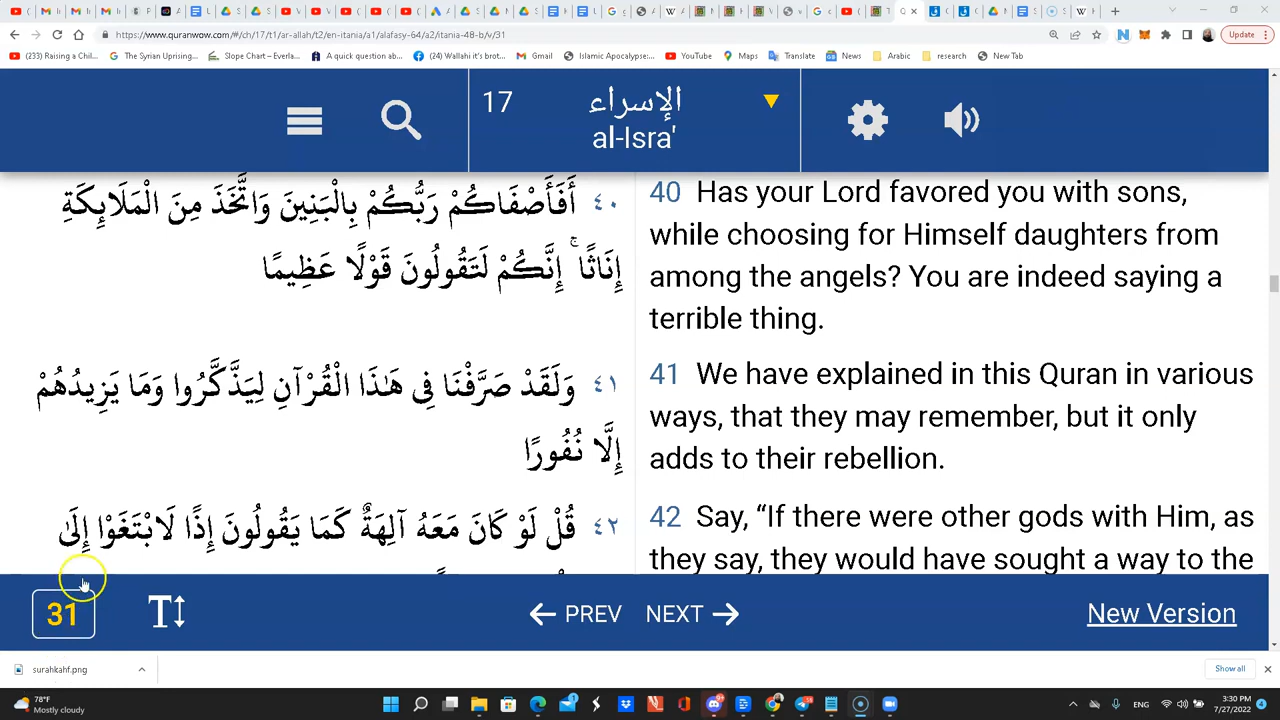 https://www.quranwow.com/#/ch/17/t1/ar-allah/t2/en-itania/a1/alafasy-64/a2/itania-48-b/v/31
Update
(233) Raising a Chil...
The Syrian Uprising...
Slope Chart – Everla...
A quick question ab...
(24) Wallahi it's brot...
Gmail
Islamic Apocalypse:...
YouTube
Maps
Translate
News
Arabic
research
New Tab
17
الإسراء
al-Isra'
٤٠ أَفَأَصْفَاكُمْ رَبُّكُمْ بِالْبَنِينَ وَاتَّخَذَ مِنَ الْمَلَائِكَةِ
إِنَاثًا ۚ إِنَّكُمْ لَتَقُولُونَ قَوْلًا عَظِيمًا
٤١ وَلَقَدْ صَرَّفْنَا فِى هَٰذَا الْقُرْآنِ لِيَذَّكَّرُوا وَمَا يَزِيدُهُمْ
إِلَّا نُفُورًا
٤٢ قُلْ لَوْ كَانَ مَعَهُ آلِهَةٌ كَمَا يَقُولُونَ إِذًا لَابْتَغَوْا إِلَىٰ
40 Has your Lord favored you with sons,
while choosing for Himself daughters from
among the angels? You are indeed saying a
terrible thing.
41 We have explained in this Quran in various
ways, that they may remember, but it only
adds to their rebellion.
42 Say, “If there were other gods with Him, as
they say, they would have sought a way to the
31
T
PREV
NEXT
New Version
surahkahf.png
Show all
78°F
Mostly cloudy
ENG
3:30 PM
7/27/2022